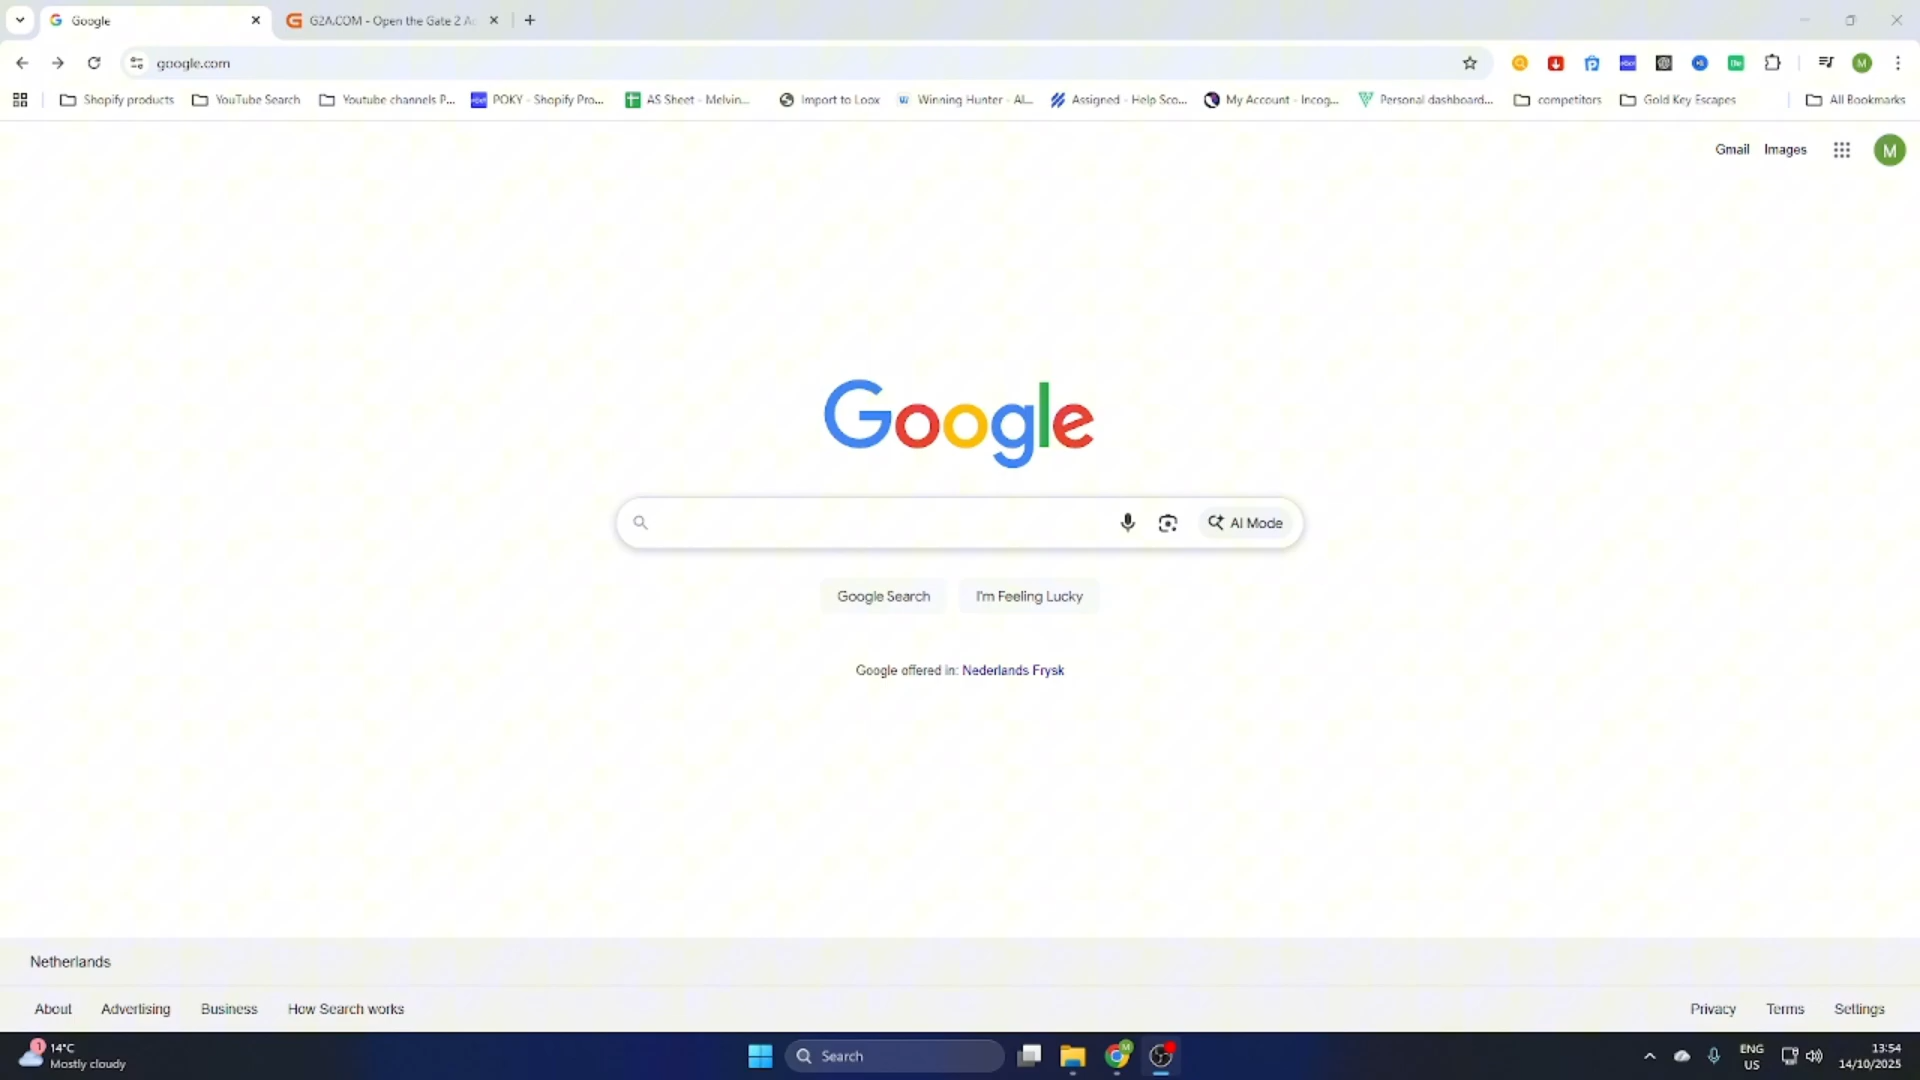 Google
G2A.COM - Open the Gate 2 Ac
google.com
Shopify products
YouTube Search
Youtube channels P...
POKY - Shopify Pro...
AS Sheet - Melvin...
Import to Loox
Winning Hunter - AI...
Assigned - Help Sco...
My Account - Incog...
Personal dashboard...
competitors
Gold Key Escapes
All Bookmarks
Gmail
Images
M
Google
AI Mode
Google Search
I'm Feeling Lucky
Google offered in: Nederlands Frysk
Netherlands
About
Advertising
Business
How Search works
Privacy
Terms
Settings
1
14°C
Mostly cloudy
Search
ENG
US
13:54
14/10/2025